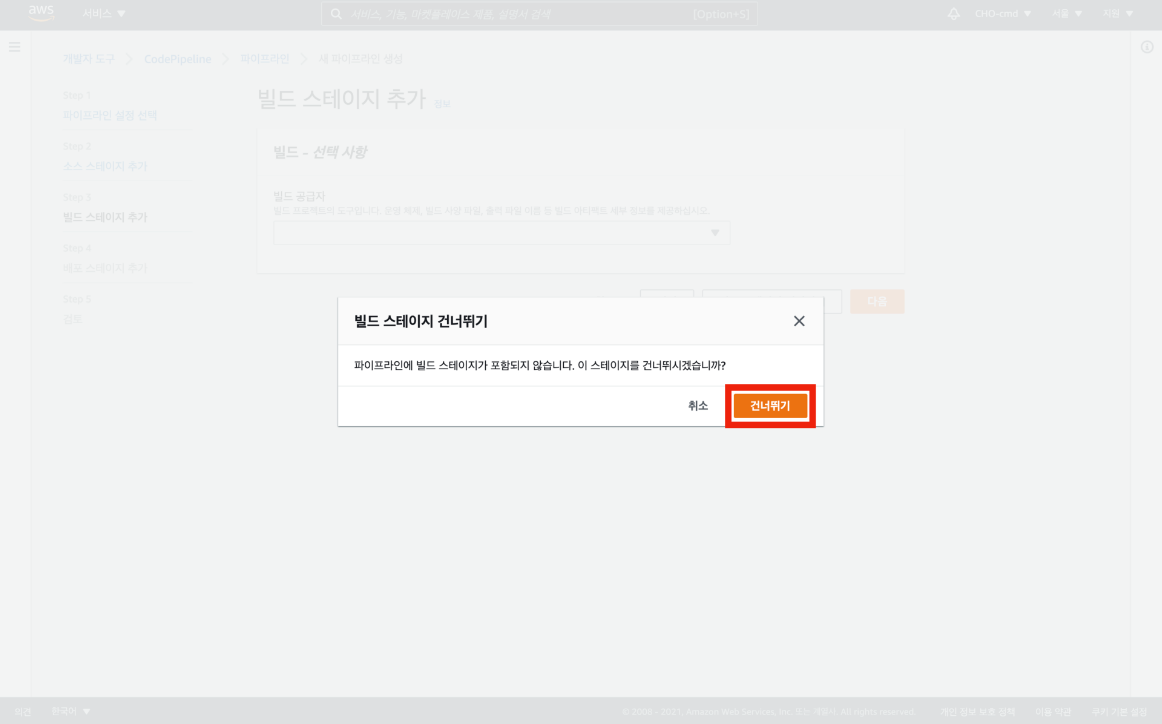 aws
서비스 ▼
서비스, 기능, 마켓플레이스 제품, 설명서 검색
[Option+S]
CHO-cmd ▼
서울 ▼
지원 ▼
개발자 도구 > CodePipeline > 파이프라인 > 새 파이프라인 생성
Step 1
파이프라인 설정 선택
Step 2
소스 스테이지 추가
Step 3
빌드 스테이지 추가
Step 4
배포 스테이지 추가
Step 5
검토
빌드 스테이지 추가 정보
빌드 – 선택 사항
빌드 공급자
빌드 프로젝트의 도구입니다. 운영 체제, 빌드 사양 파일, 출력 파일 이름 등 빌드 아티팩트 세부 정보를 제공하십시오.
다음
빌드 스테이지 건너뛰기
파이프라인에 빌드 스테이지가 포함되지 않습니다. 이 스테이지를 건너뛰시겠습니까?
취소
건너뛰기
의견
한국어 ▼
© 2008 - 2021, Amazon Web Services, Inc. 또는 계열사. All rights reserved.
개인 정보 보호 정책
이용 약관
쿠키 기본 설정